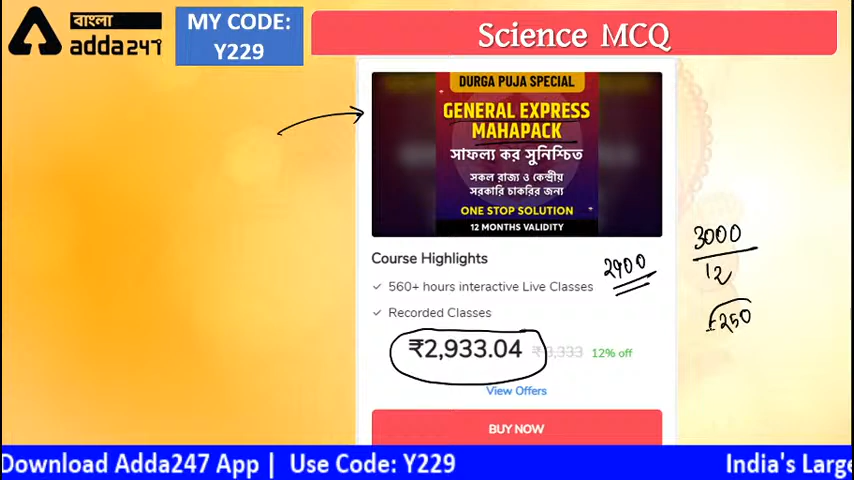 বাংলা
adda247
MY CODE:
Y229
Science MCQ
DURGA PUJA SPECIAL
GENERAL EXPRESS
MAHAPACK
সাফল্য কর সুনিশ্চিত
সকল রাজ্য ও কেন্দ্রীয়
সরকারি চাকরির জন্য
ONE STOP SOLUTION
12 MONTHS VALIDITY
Course Highlights
2900
3000
12
560+ hours interactive Live Classes
Recorded Classes
250
₹2,933.04 12% off
View Offers
BUY NOW
Download Adda247 App | Use Code: Y229
India's Large